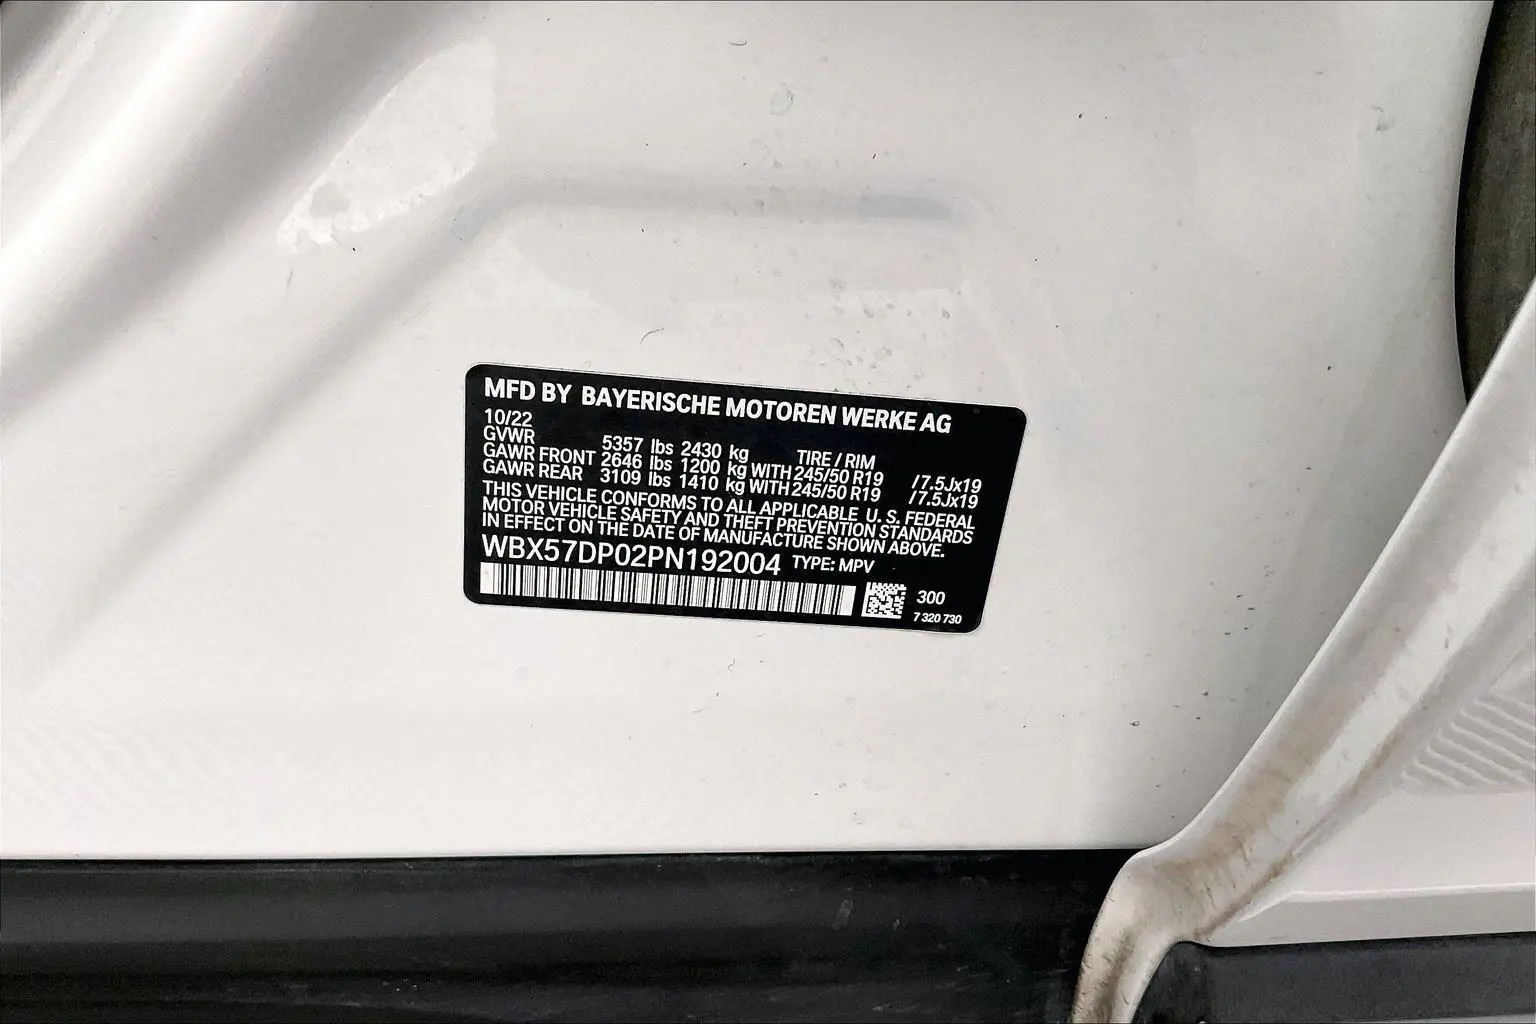 MFD BY BAYERISCHE MOTOREN WERKE AG
10/22
GVWR 5357 lbs 2430 kg TIRE / RIM
GAWR FRONT 2646 lbs 1200 kg WITH 245/50 R19 /7.5Jx19
GAWR REAR 3109 lbs 1410 kg WITH 245/50 R19 /7.5Jx19
THIS VEHICLE CONFORMS TO ALL APPLICABLE U. S. FEDERAL
MOTOR VEHICLE SAFETY AND THEFT PREVENTION STANDARDS
IN EFFECT ON THE DATE OF MANUFACTURE SHOWN ABOVE.
WBX57DP02PN192004 TYPE: MPV
300
7 320 730